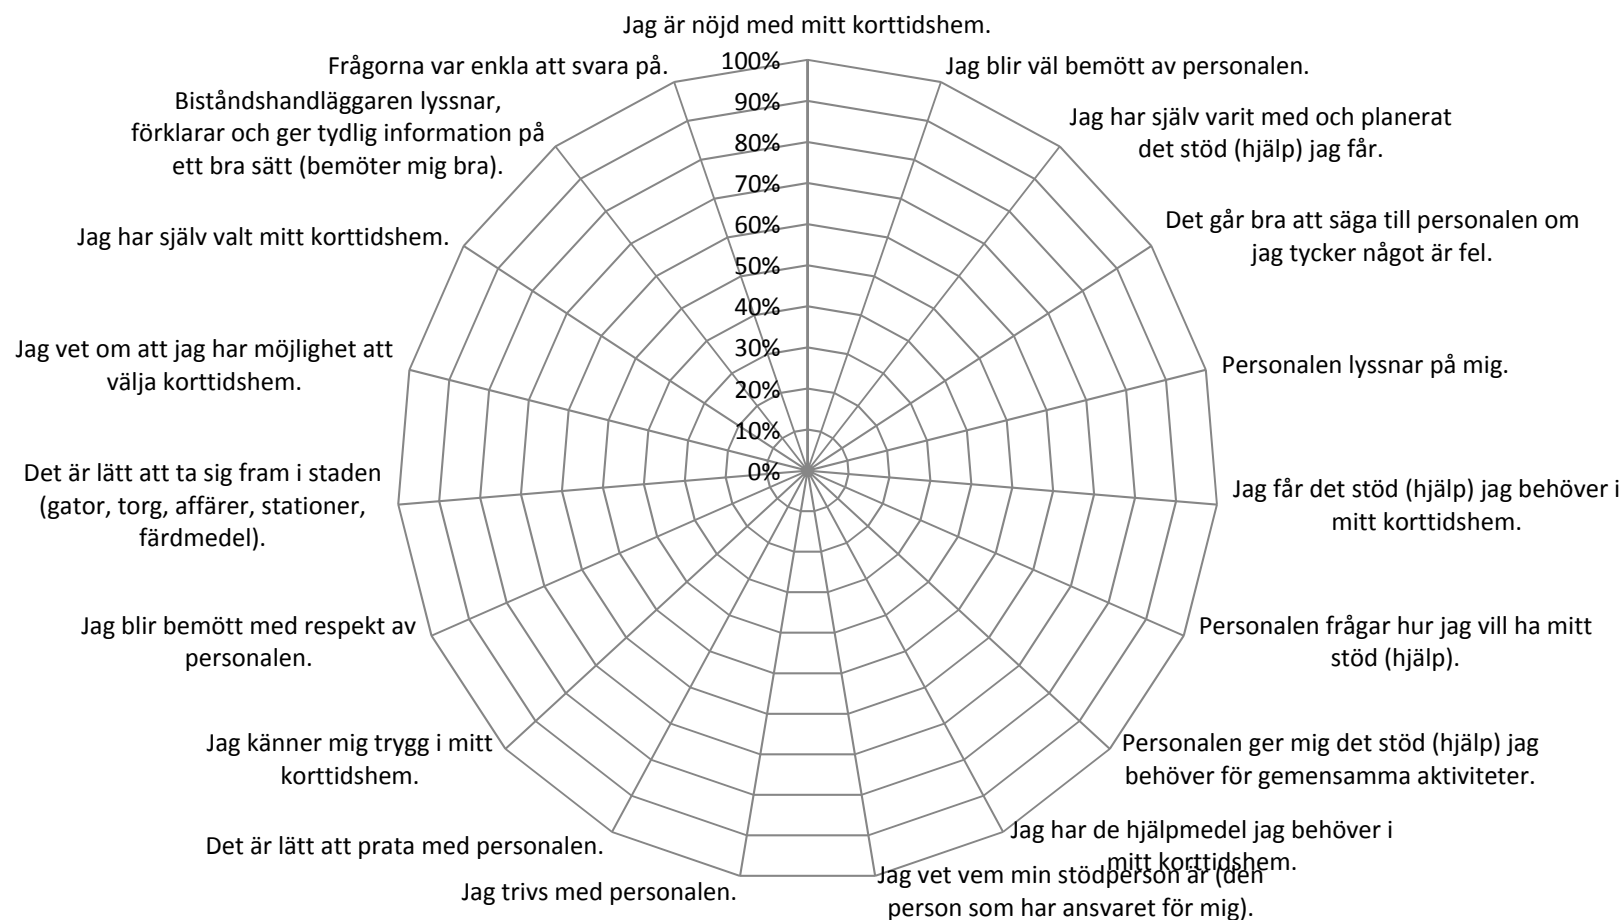 Jag är nöjd med mitt korttidshem.
Jag blir väl bemött av personalen.
Jag har själv varit med och planerat
det stöd (hjälp) jag får.
Det går bra att säga till personalen om
jag tycker något är fel.
Personalen lyssnar på mig.
Jag får det stöd (hjälp) jag behöver i
mitt korttidshem.
Personalen frågar hur jag vill ha mitt
stöd (hjälp).
Personalen ger mig det stöd (hjälp) jag
behöver för gemensamma aktiviteter.
Jag har de hjälpmedel jag behöver i
mitt korttidshem.
Jag vet vem min stödperson är (den
person som har ansvaret för mig).
Jag trivs med personalen.
Det är lätt att prata med personalen.
Jag känner mig trygg i mitt
korttidshem.
Jag blir bemött med respekt av
personalen.
Det är lätt att ta sig fram i staden
(gator, torg, affärer, stationer,
färdmedel).
Jag vet om att jag har möjlighet att
välja korttidshem.
Jag har själv valt mitt korttidshem.
Biståndshandläggaren lyssnar,
förklarar och ger tydlig information på
ett bra sätt (bemöter mig bra).
Frågorna var enkla att svara på.
100%
90%
80%
70%
60%
50%
40%
30%
20%
10%
0%